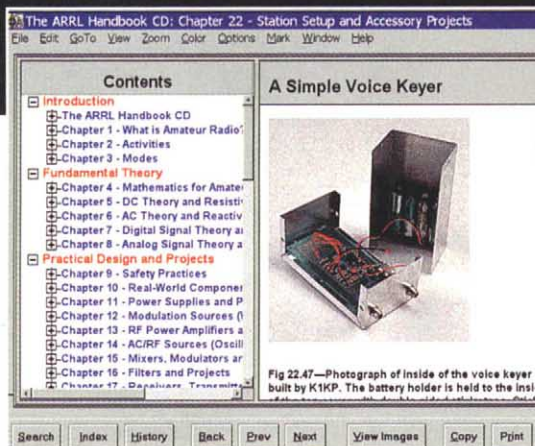 The ARRL Handbook CD: Chapter 22 - Station Setup and Accessory Projects
File Edit GoTo View Zoom Color Options Mark Window Help
Contents
Introduction
The ARRL Handbook CD
Chapter 1 - What is Amateur Radio?
Chapter 2 - Activities
Chapter 3 - Modes
Fundamental Theory
Chapter 4 - Mathematics for Amate
Chapter 5 - DC Theory and Resisti
Chapter 6 - AC Theory and Reactiv
Chapter 7 - Digital Signal Theory a
Chapter 8 - Analog Signal Theory a
Practical Design and Projects
Chapter 9 - Safety Practices
Chapter 10 - Real-World Componen
Chapter 11 - Power Supplies and P
Chapter 12 - Modulation Sources (
Chapter 13 - RF Power Amplifiers a
Chapter 14 - AC/RF Sources (Oscill
Chapter 15 - Mixers, Modulators ar
Chapter 16 - Filters and Projects
Chapter 17 - Receivers, Transmitte
A Simple Voice Keyer
Fig 22.47—Photograph of inside of the voice keyer
built by K1KP. The battery holder is held to the insi
Search Index History Back Prev Next View Images Copy Print